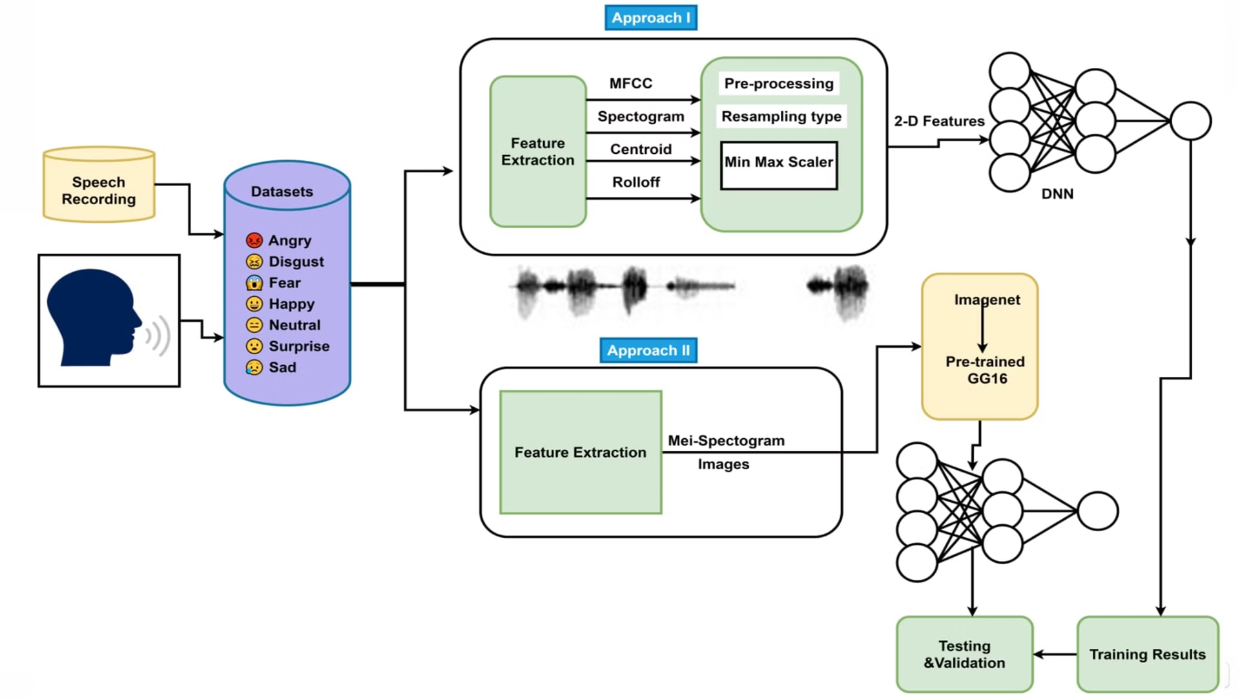 Approach I
MFCC
Spectogram
Centroid
Rolloff
Feature
Extraction
Pre-processing
Resampling type
Min Max Scaler
2-D Features
DNN
Speech
Recording
Datasets
Angry
Disgust
Fear
Happy
Neutral
Surprise
Sad
Approach II
Feature Extraction
Mei-Spectogram
Images
Imagenet
Pre-trained
GG16
Testing
&Validation
Training Results